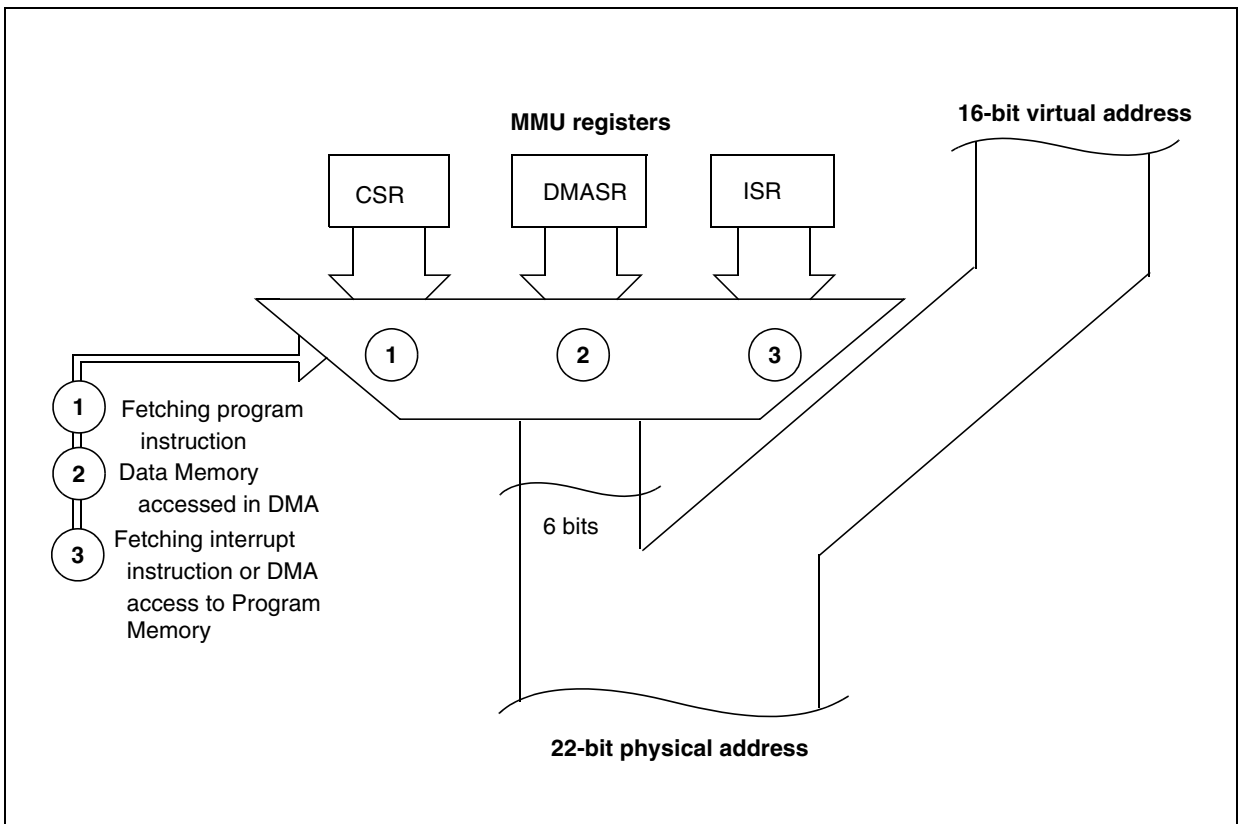 MMU registers
16-bit virtual address
CSR
DMASR
ISR
1
2
3
1
Fetching program
instruction
2
Data Memory
accessed in DMA
3
Fetching interrupt
instruction or DMA
access to Program
Memory
6 bits
22-bit physical address